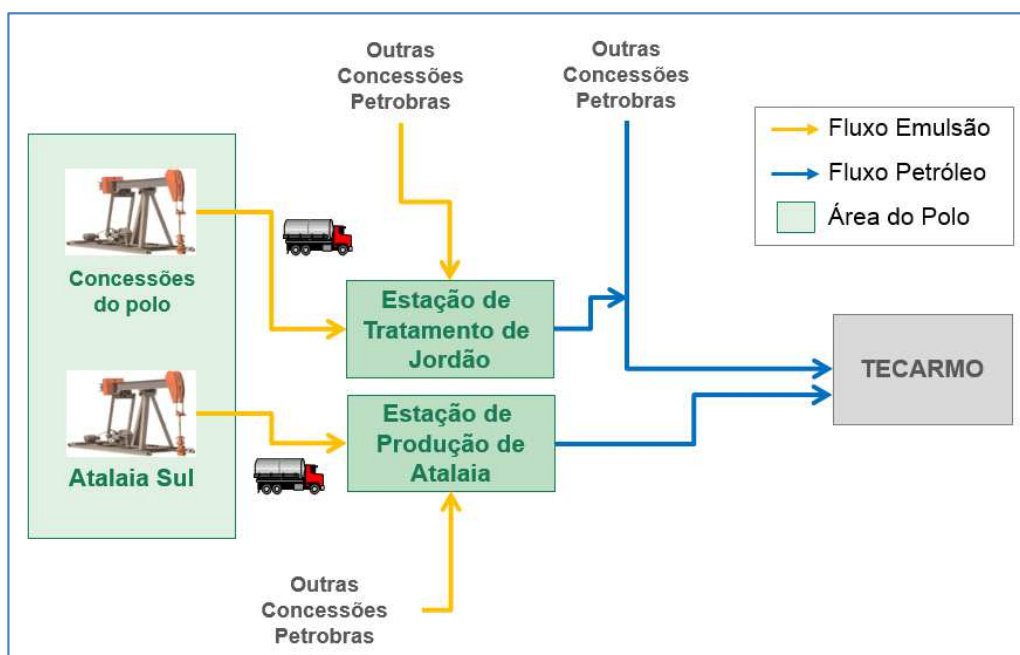 Outras
Concessões
Petrobras
Outras
Concessões
Petrobras
Fluxo Emulsão
Fluxo Petróleo
Área do Polo
Concessões
do polo
Estação de
Tratamento de
Jordão
TECARMO
Atalaia Sul
Estação de
Produção de
Atalaia
Outras
Concessões
Petrobras